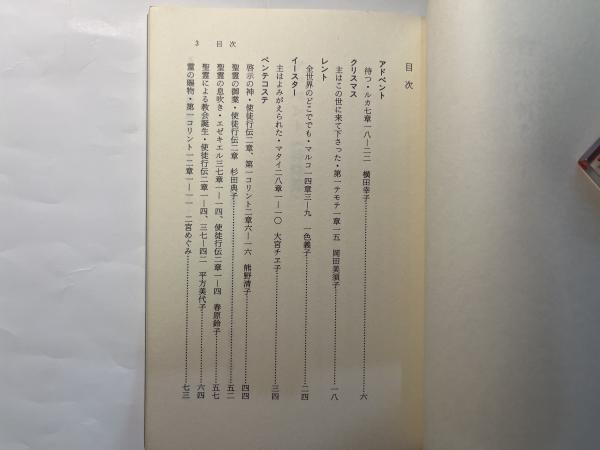 目次
アドベント
待つ・ルカ七章一八―二三 横田幸子……六
クリスマス
主はこの世に来て下さった・第一テモテ一章一五 岡田美須子……一八
レント
全世界のどこででも・マルコ一四章三―九 一色義子……二四
イースター
主はよみがえられた・マタイ二八章一―一〇 大宮チヱ子……三四
ペンテコステ
啓示の神・使徒行伝二章、第一コリント二章六―一六 熊野清子……四四
聖霊の御業・使徒行伝二章 杉田典子……五二
聖霊の息吹き・エゼキエル三七章一―一四、使徒行伝二章一―四 春原鈴子……五七
聖霊による教会誕生・使徒行伝二章一―四、三七―四二 平方美代子……六四
霊の賜物・第一コリント一二章一―一一 二宮めぐみ……七三
3 目次